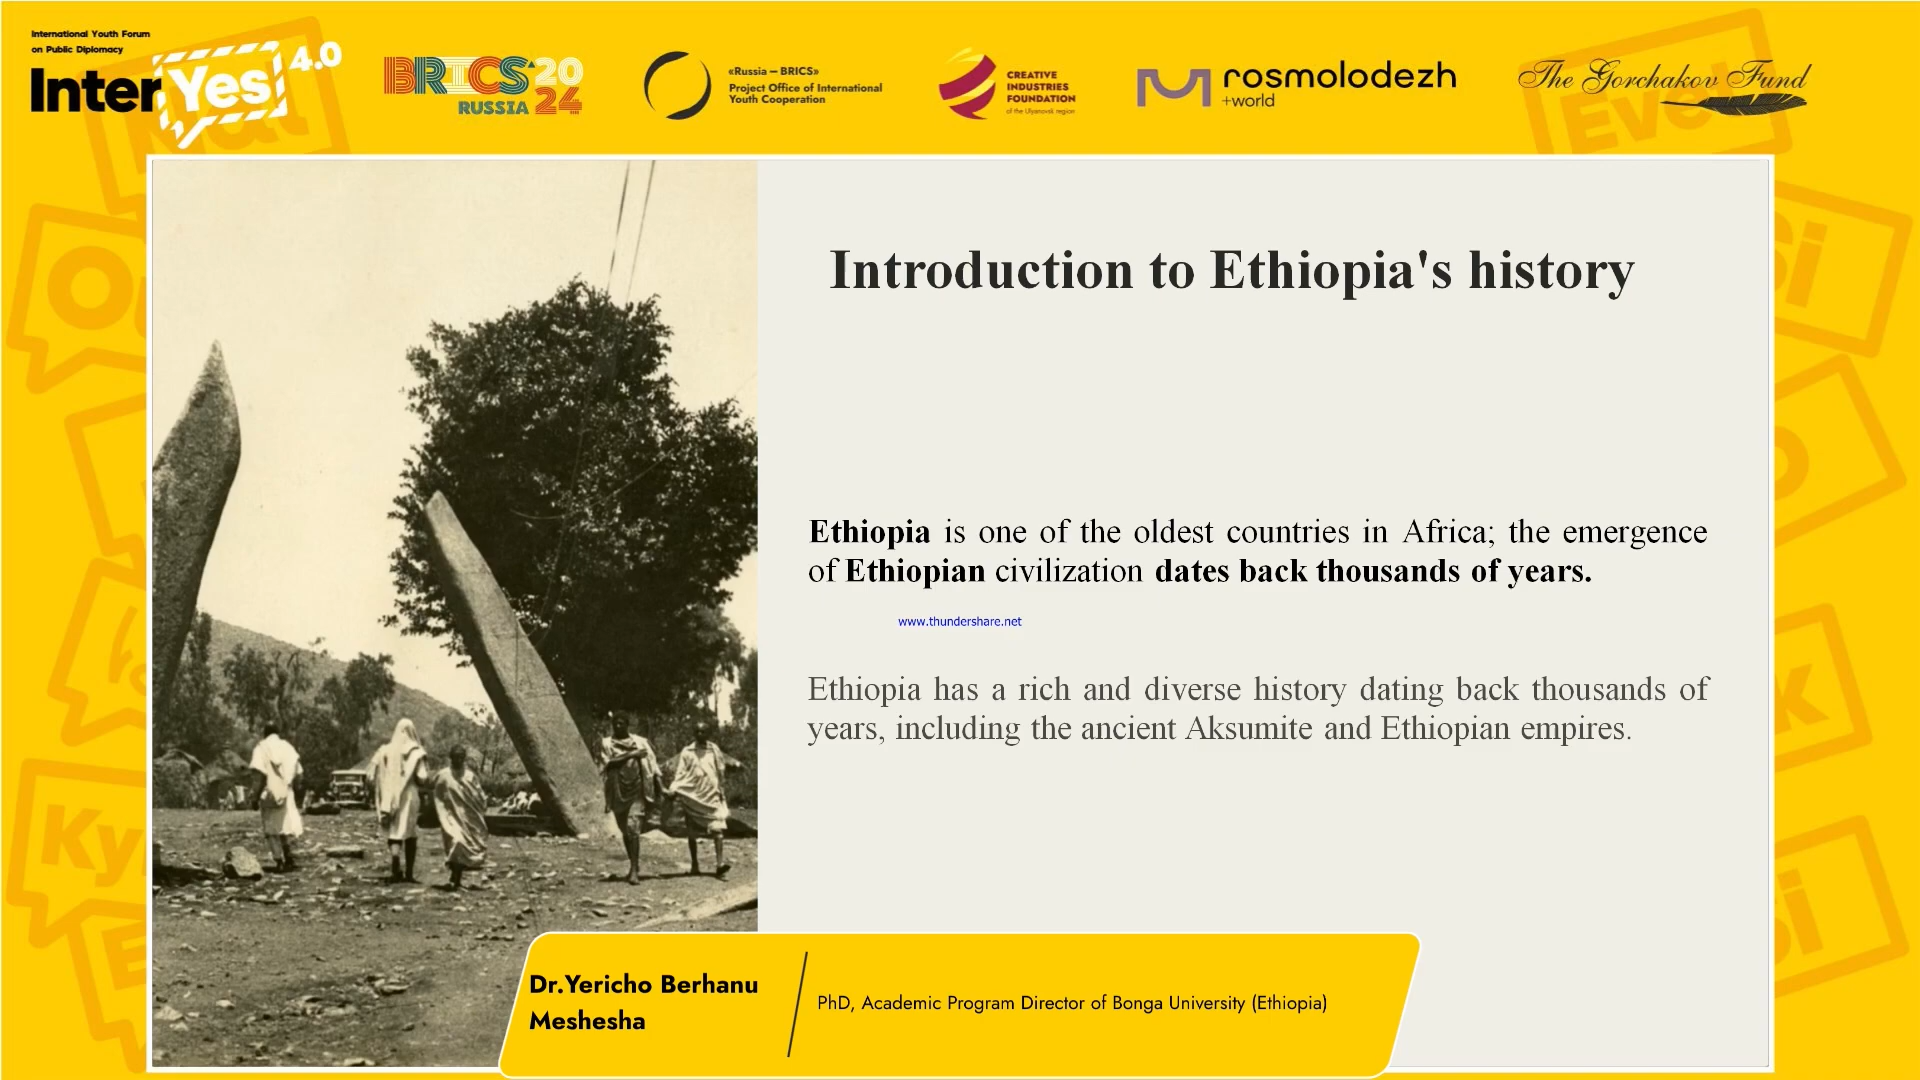 International Youth Forum
on Public Diplomacy
InterYes 4.0
BRICS 2024
RUSSIA
«Russia – BRICS»
Project Office of International
Youth Cooperation
CREATIVE
INDUSTRIES
FOUNDATION
of the Ulyanovsk region
rosmolodezh
+world
The Gorchakov Fund
Introduction to Ethiopia's history
Ethiopia is one of the oldest countries in Africa; the emergence
of Ethiopian civilization dates back thousands of years.
www.thundershare.net
Ethiopia has a rich and diverse history dating back thousands of
years, including the ancient Aksumite and Ethiopian empires.
Dr.Yericho Berhanu
Meshesha
PhD, Academic Program Director of Bonga University (Ethiopia)